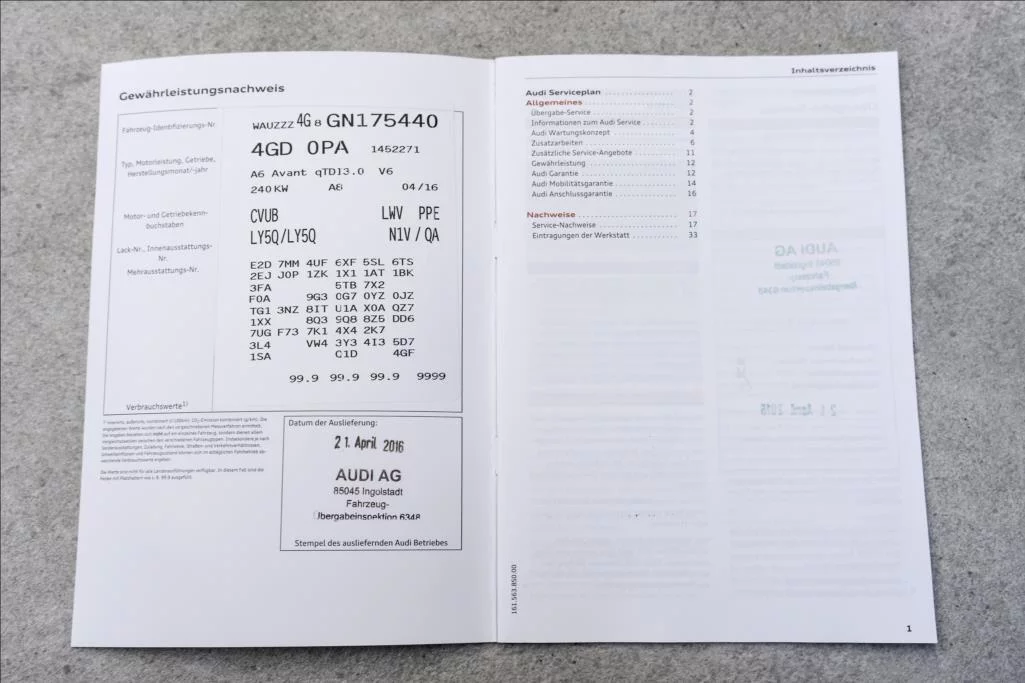 Gewährleistungsnachweis
Fahrzeug-Identifizierungs-Nr.
WAUZZZ 4G 8 GN175440
4GD 0PA 1452271
Typ, Motorleistung, Getriebe,
Herstellungsmonat/-jahr
A6 Avant qTDI3.0 V6
240 KW A8 04/16
Motor- und Getriebekenn-
buchstaben
CVUB LWV PPE
LY5Q/LY5Q N1V / QA
Lack-Nr., Innenausstattungs-
Nr.
Mehrausstattungs-Nr.
E2D 7MM 4UF 6XF 5SL 6TS
2EJ J0P 1ZK 1X1 1AT 1BK
3FA 5TB 7X2
F0A 9G3 0G7 0YZ 0JZ
TG1 3NZ 8IT U1A X0A QZ7
1XX 8Q3 9Q8 8Z5 DD6
7UG F73 7K1 4X4 2K7
3L4 VW4 3Y3 4I3 5D7
1SA C1D 4GF
99.9 99.9 99.9 9999
Verbrauchswerte1)
Datum der Auslieferung:
21. April 2016
AUDI AG
85045 Ingolstadt
Fahrzeug-
Übergabeinspektion 6348
Stempel des ausliefernden Audi Betriebes
Inhaltsverzeichnis
Audi Serviceplan 2
Allgemeines 2
Übergabe-Service 2
Informationen zum Audi Service 2
Audi Wartungskonzept 4
Zusatzarbeiten 6
Zusätzliche Service-Angebote 11
Gewährleistung 12
Audi Garantie 12
Audi Mobilitätsgarantie 14
Audi Anschlussgarantie 16
Nachweise 17
Service-Nachweise 17
Eintragungen der Werkstatt 33
161.563.850.00
1